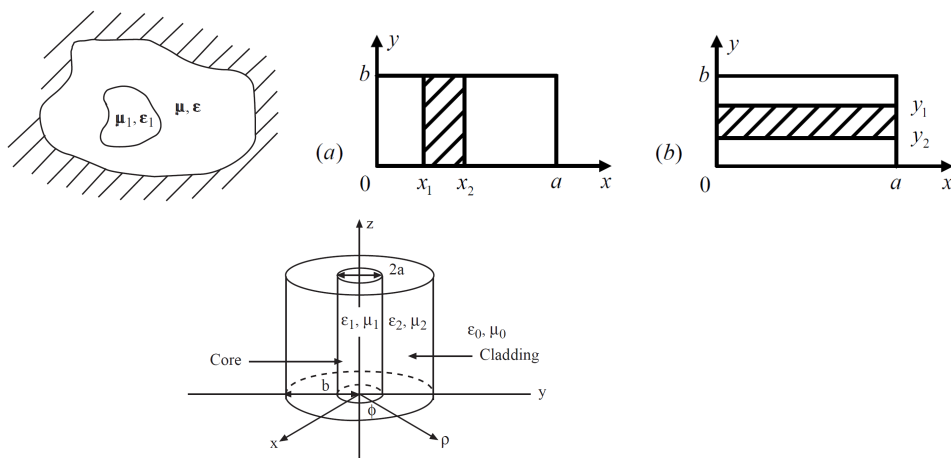 μ₁, ε₁
μ, ε
(a)
y
b
0
x₁
x₂
a
x
(b)
y
b
y₁
y₂
0
a
x
z
2a
ε₁, μ₁
ε₂, μ₂
ε₀, μ₀
Core
Cladding
b
y
ϕ
x
ρ